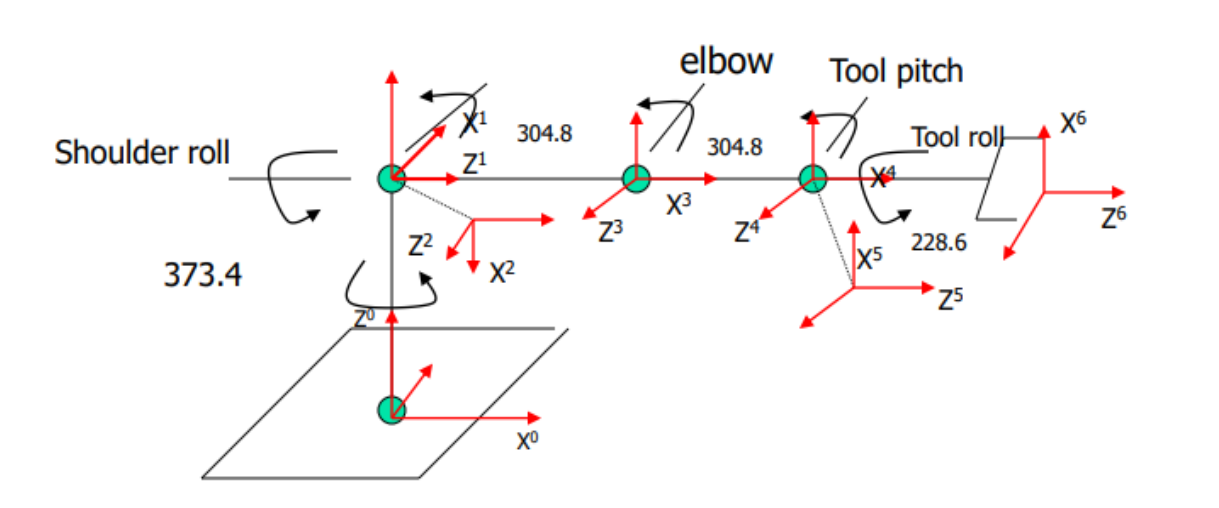 elbow
Tool pitch
X¹
304.8
Tool roll
X⁶
Shoulder roll
304.8
Z¹
X⁴
X³
Z³
Z⁴
Z⁶
Z²
228.6
X⁵
373.4
X²
Z⁵
Z⁰
X⁰